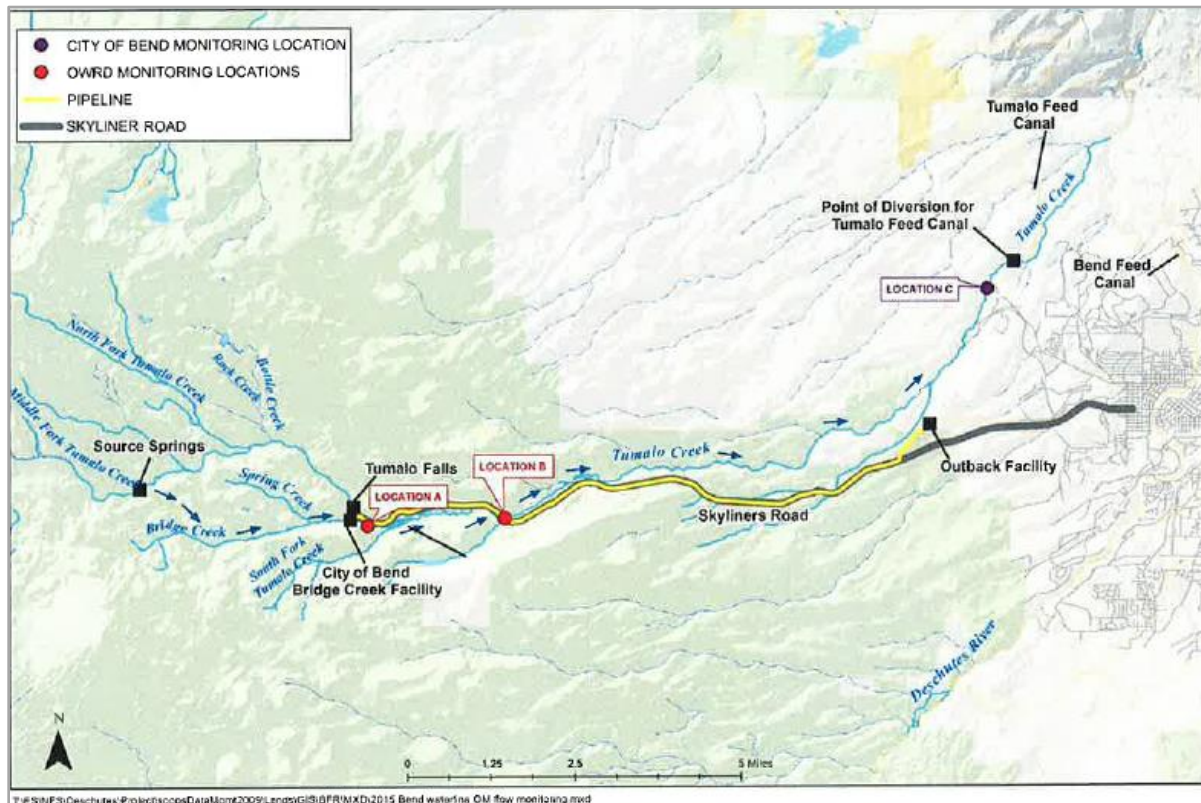 CITY OF BEND MONITORING LOCATION
OWRD MONITORING LOCATIONS
PIPELINE
SKYLINER ROAD
Tumalo Feed
Canal
Point of Diversion for
Tumalo Feed Canal
Tumalo Creek
Bend Feed
Canal
LOCATION C
North Fork Tumalo Creek
Rock Creek
Bottle Creek
Middle Fork Tumalo Creek
Source Springs
Spring Creek
Tumalo Falls
LOCATION A
LOCATION B
Tumalo Creek
Bridge Creek
South Fork
Tumalo Creek
City of Bend
Bridge Creek Facility
Skyliners Road
Outback Facility
Deschutes River
N
0 1.25 2.5 5 Miles